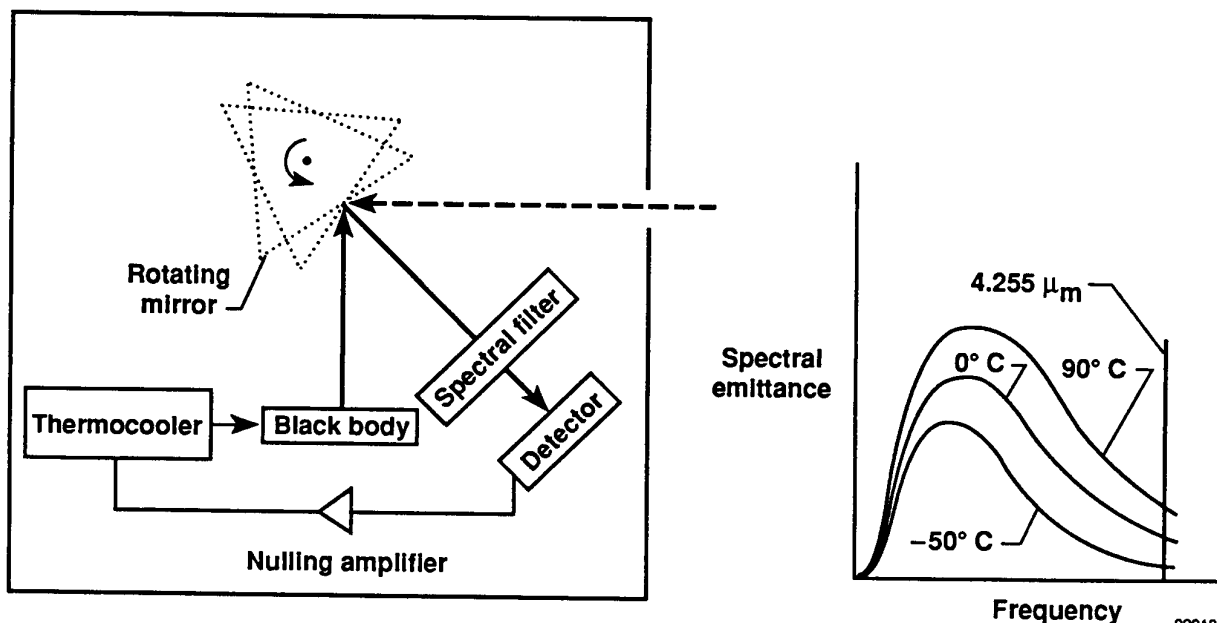 Rotating
mirror
Spectral filter
Thermocooler
Black body
Detector
Nulling amplifier
4.255 μm
Spectral
emittance
0° C
90° C
−50° C
Frequency